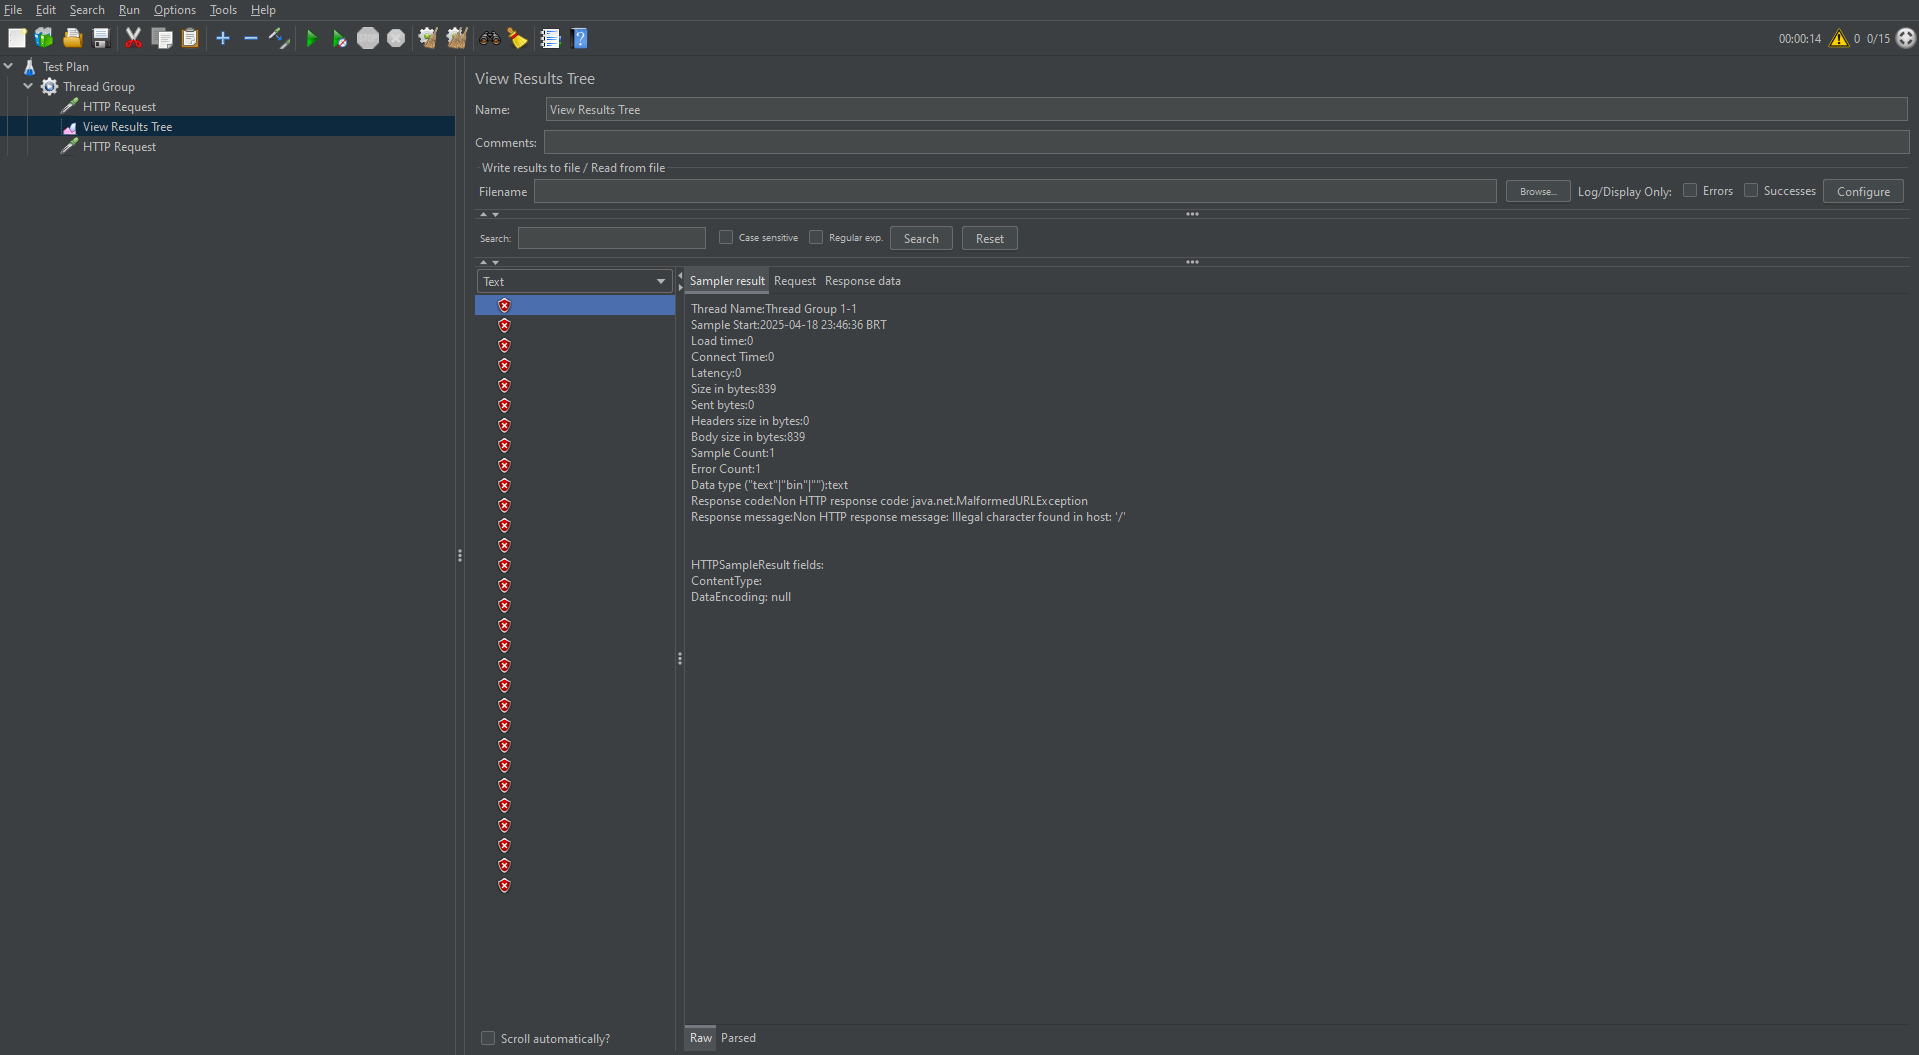 File Edit Search Run Options Tools Help
00:00:14 0 0/15
Test Plan
Thread Group
HTTP Request
View Results Tree
HTTP Request
View Results Tree
Name: View Results Tree
Comments:
Write results to file / Read from file
Filename Browse... Log/Display Only: Errors Successes Configure
Search: Case sensitive Regular exp. Search Reset
Text
Sampler result Request Response data
Thread Name:Thread Group 1-1
Sample Start:2025-04-18 23:46:36 BRT
Load time:0
Connect Time:0
Latency:0
Size in bytes:839
Sent bytes:0
Headers size in bytes:0
Body size in bytes:839
Sample Count:1
Error Count:1
Data type ("text"|"bin"|""):text
Response code:Non HTTP response code: java.net.MalformedURLException
Response message:Non HTTP response message: Illegal character found in host: '/'
HTTPSampleResult fields:
ContentType:
DataEncoding: null
Scroll automatically?
Raw Parsed